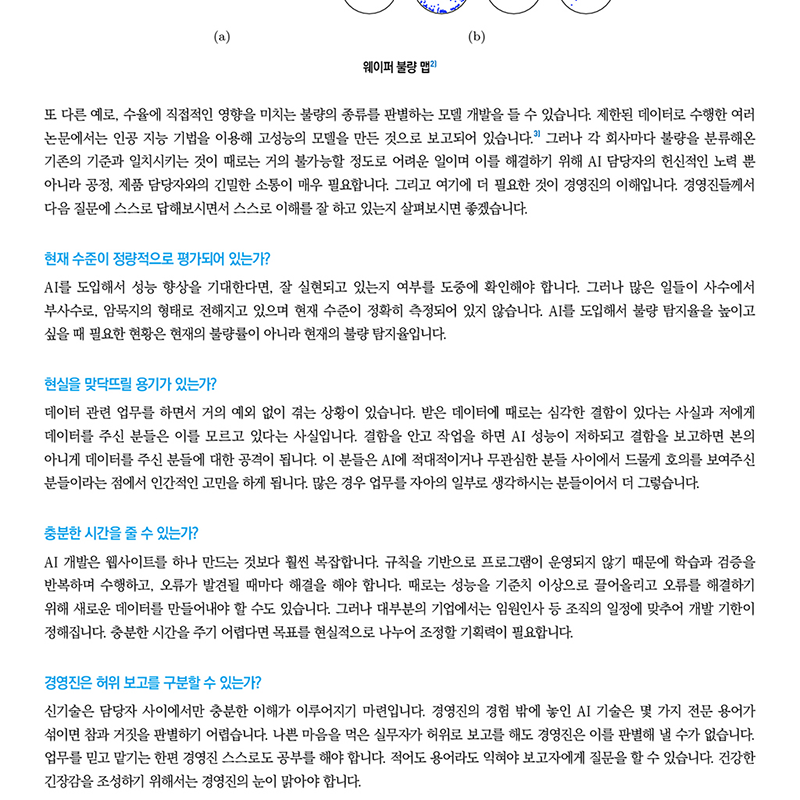 (a) (b)
웨이퍼 불량 맵2)
또 다른 예로, 수율에 직접적인 영향을 미치는 불량의 종류를 판별하는 모델 개발을 들 수 있습니다. 제한된 데이터로 수행한 여러
논문에서는 인공 지능 기법을 이용해 고성능의 모델을 만든 것으로 보고되어 있습니다.3) 그러나 각 회사마다 불량을 분류해온
기존의 기준과 일치시키는 것이 때로는 거의 불가능할 정도로 어려운 일이며 이를 해결하기 위해 AI 담당자의 헌신적인 노력 뿐
아니라 공정, 제품 담당자와의 긴밀한 소통이 매우 필요합니다. 그리고 여기에 더 필요한 것이 경영진의 이해입니다. 경영진들께서
다음 질문에 스스로 답해보시면서 스스로 이해를 잘 하고 있는지 살펴보시면 좋겠습니다.
현재 수준이 정량적으로 평가되어 있는가?
AI를 도입해서 성능 향상을 기대한다면, 잘 실현되고 있는지 여부를 도중에 확인해야 합니다. 그러나 많은 일들이 사수에서
부사수로, 암묵지의 형태로 전해지고 있으며 현재 수준이 정확히 측정되어 있지 않습니다. AI를 도입해서 불량 탐지율을 높이고
싶을 때 필요한 현황은 현재의 불량률이 아니라 현재의 불량 탐지율입니다.
현실을 맞닥뜨릴 용기가 있는가?
데이터 관련 업무를 하면서 거의 예외 없이 겪는 상황이 있습니다. 받은 데이터에 때로는 심각한 결함이 있다는 사실과 저에게
데이터를 주신 분들은 이를 모르고 있다는 사실입니다. 결함을 안고 작업을 하면 AI 성능이 저하되고 결함을 보고하면 본의
아니게 데이터를 주신 분들에 대한 공격이 됩니다. 이 분들은 AI에 적대적이거나 무관심한 분들 사이에서 드물게 호의를 보여주신
분들이라는 점에서 인간적인 고민을 하게 됩니다. 많은 경우 업무를 자아의 일부로 생각하시는 분들이어서 더 그렇습니다.
충분한 시간을 줄 수 있는가?
AI 개발은 웹사이트를 하나 만드는 것보다 훨씬 복잡합니다. 규칙을 기반으로 프로그램이 운영되지 않기 때문에 학습과 검증을
반복하며 수행하고, 오류가 발견될 때마다 해결을 해야 합니다. 때로는 성능을 기준치 이상으로 끌어올리고 오류를 해결하기
위해 새로운 데이터를 만들어내야 할 수도 있습니다. 그러나 대부분의 기업에서는 임원인사 등 조직의 일정에 맞추어 개발 기한이
정해집니다. 충분한 시간을 주기 어렵다면 목표를 현실적으로 나누어 조정할 기획력이 필요합니다.
경영진은 허위 보고를 구분할 수 있는가?
신기술은 담당자 사이에서만 충분한 이해가 이루어지기 마련입니다. 경영진의 경험 밖에 놓인 AI 기술은 몇 가지 전문 용어가
섞이면 참과 거짓을 판별하기 어렵습니다. 나쁜 마음을 먹은 실무자가 허위로 보고를 해도 경영진은 이를 판별해 낼 수가 없습니다.
업무를 믿고 맡기는 한편 경영진 스스로도 공부를 해야 합니다. 적어도 용어라도 익혀야 보고자에게 질문을 할 수 있습니다. 건강한
긴장감을 조성하기 위해서는 경영진의 눈이 맑아야 합니다.